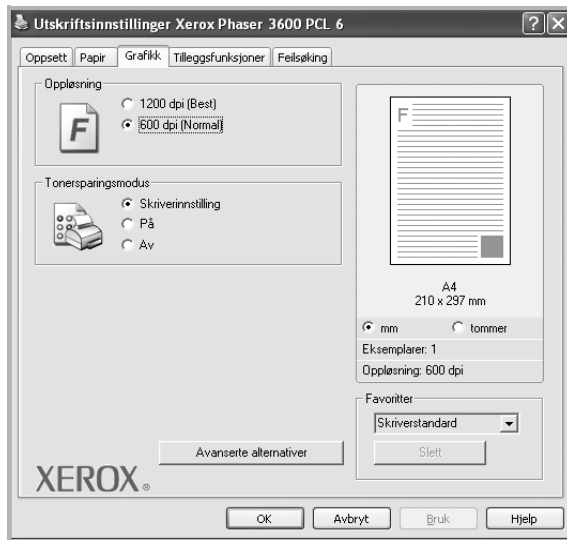 Utskriftsinnstillinger Xerox Phaser 3600 PCL 6
Oppsett Papir Grafikk Tilleggsfunksjoner Feilsøking
Oppløsning
F
1200 dpi (Best)
600 dpi (Normal)
Tonersparingsmodus
Skriverinnstilling
På
Av
F
A4
210 x 297 mm
mm tommer
Eksemplarer: 1
Oppløsning: 600 dpi
Favoritter
Skriverstandard
Slett
Avanserte alternativer
XEROX
OK Avbryt Bruk Hjelp